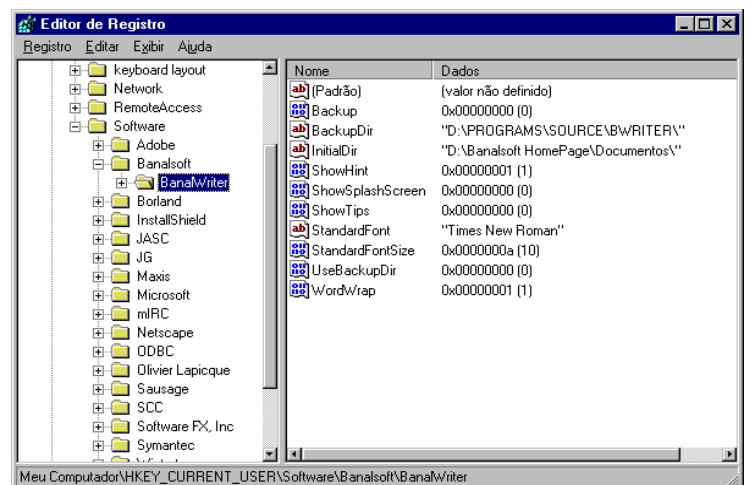 Editor de Registro
Registro Editar Exibir Ajuda
keyboard layout
Network
RemoteAccess
Software
Adobe
Banalsoft
BanalWriter
Borland
InstallShield
JASC
JG
Maxis
Microsoft
mIRC
Netscape
ODBC
Olivier Lapicque
Sausage
SCC
Software FX, Inc
Symantec
Nome Dados
(Padrão) (valor não definido)
Backup 0x00000000 (0)
BackupDir "D:\PROGRAMS\SOURCE\BWRITER\"
InitialDir "D:\Banalsoft HomePage\Documentos\"
ShowHint 0x00000001 (1)
ShowSplashScreen 0x00000000 (0)
ShowTips 0x00000000 (0)
StandardFont "Times New Roman"
StandardFontSize 0x0000000a (10)
UseBackupDir 0x00000000 (0)
WordWrap 0x00000001 (1)
Meu Computador\HKEY_CURRENT_USER\Software\Banalsoft\BanalWriter